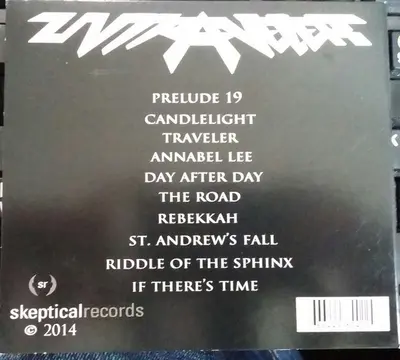 PRELUDE 19
CANDLELIGHT
TRAVELER
ANNABEL LEE
DAY AFTER DAY
THE ROAD
REBEKKAH
ST. ANDREW'S FALL
RIDDLE OF THE SPHINX
IF THERE'S TIME
(sr)
skepticalrecords
© 2014